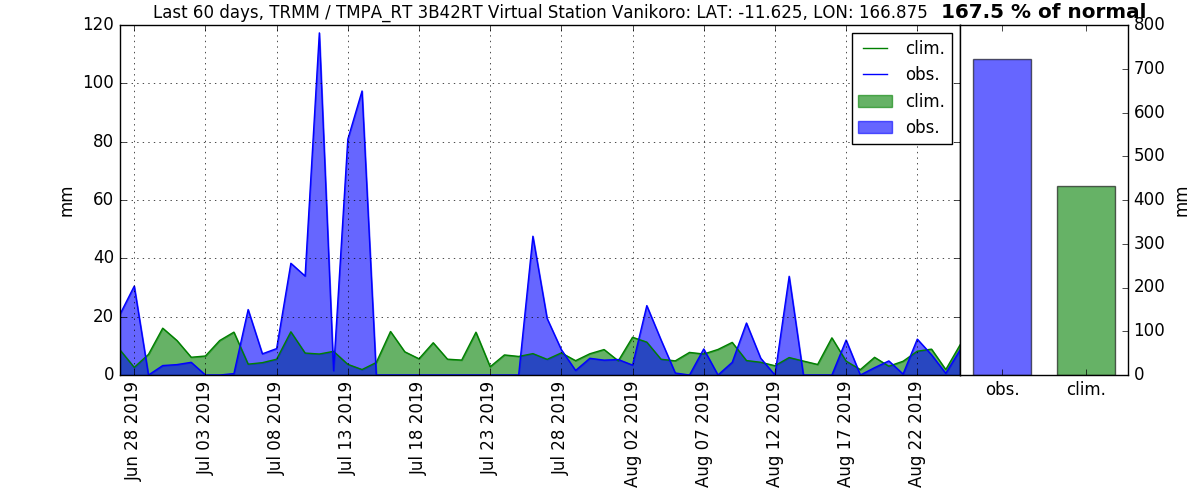 Last 60 days, TRMM / TMPA_RT 3B42RT Virtual Station Vanikoro: LAT: -11.625, LON: 166.875 167.5 % of normal
120
100
80
60
40
20
0
mm
clim.
obs.
clim.
obs.
Jun 28 2019
Jul 03 2019
Jul 08 2019
Jul 13 2019
Jul 18 2019
Jul 23 2019
Jul 28 2019
Aug 02 2019
Aug 07 2019
Aug 12 2019
Aug 17 2019
Aug 22 2019
800
700
600
500
400
300
200
100
0
mm
obs.
clim.